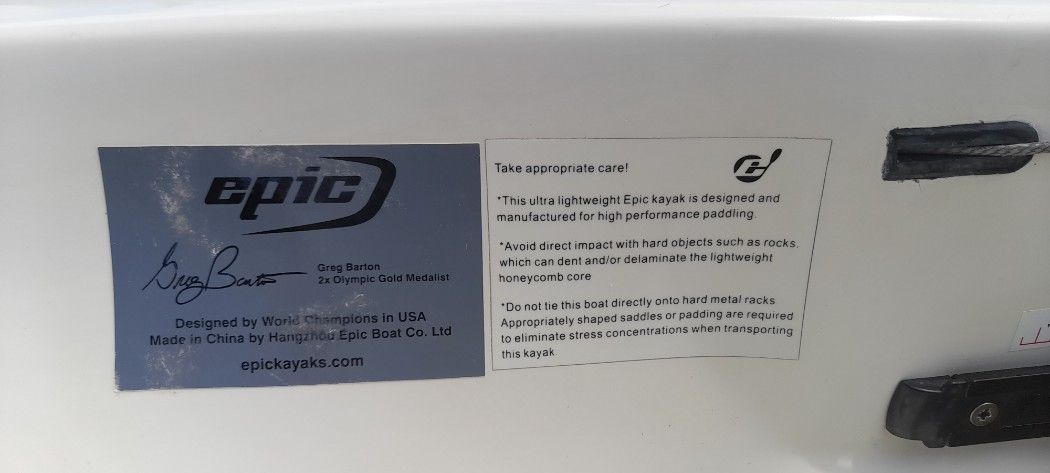 epic
Greg Barton
Greg Barton
2x Olympic Gold Medalist
Designed by World Champions in USA
Made in China by Hangzhou Epic Boat Co. Ltd
epickayaks.com
Take appropriate care!
*This ultra lightweight Epic kayak is designed and
manufactured for high performance paddling.
*Avoid direct impact with hard objects such as rocks,
which can dent and/or delaminate the lightweight
honeycomb core
*Do not tie this boat directly onto hard metal racks
Appropriately shaped saddles or padding are required
to eliminate stress concentrations when transporting
this kayak